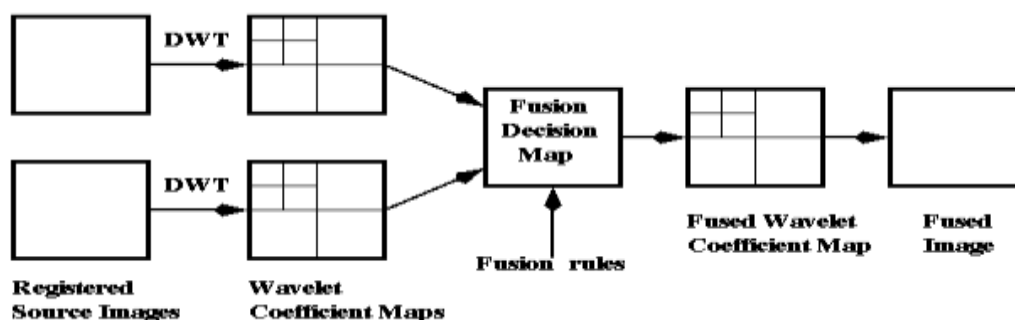 DWT
Fusion
Decision
Map
DWT
Fusion rules
Registered
Source Images
Wavelet
Coefficient Maps
Fused Wavelet
Coefficient Map
Fused
Image